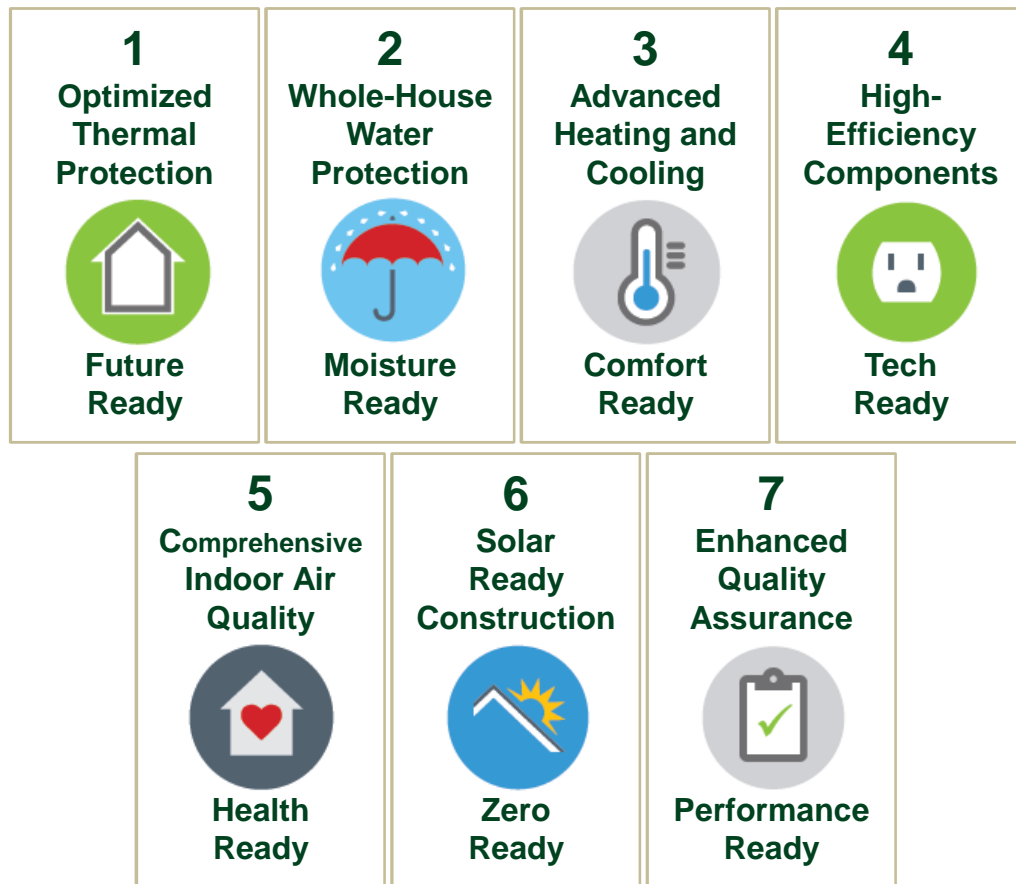 1
Optimized
Thermal
Protection
Future
Ready
2
Whole-House
Water
Protection
Moisture
Ready
3
Advanced
Heating and
Cooling
Comfort
Ready
4
High-
Efficiency
Components
Tech
Ready
5
Comprehensive
Indoor Air
Quality
Health
Ready
6
Solar
Ready
Construction
Zero
Ready
7
Enhanced
Quality
Assurance
Performance
Ready